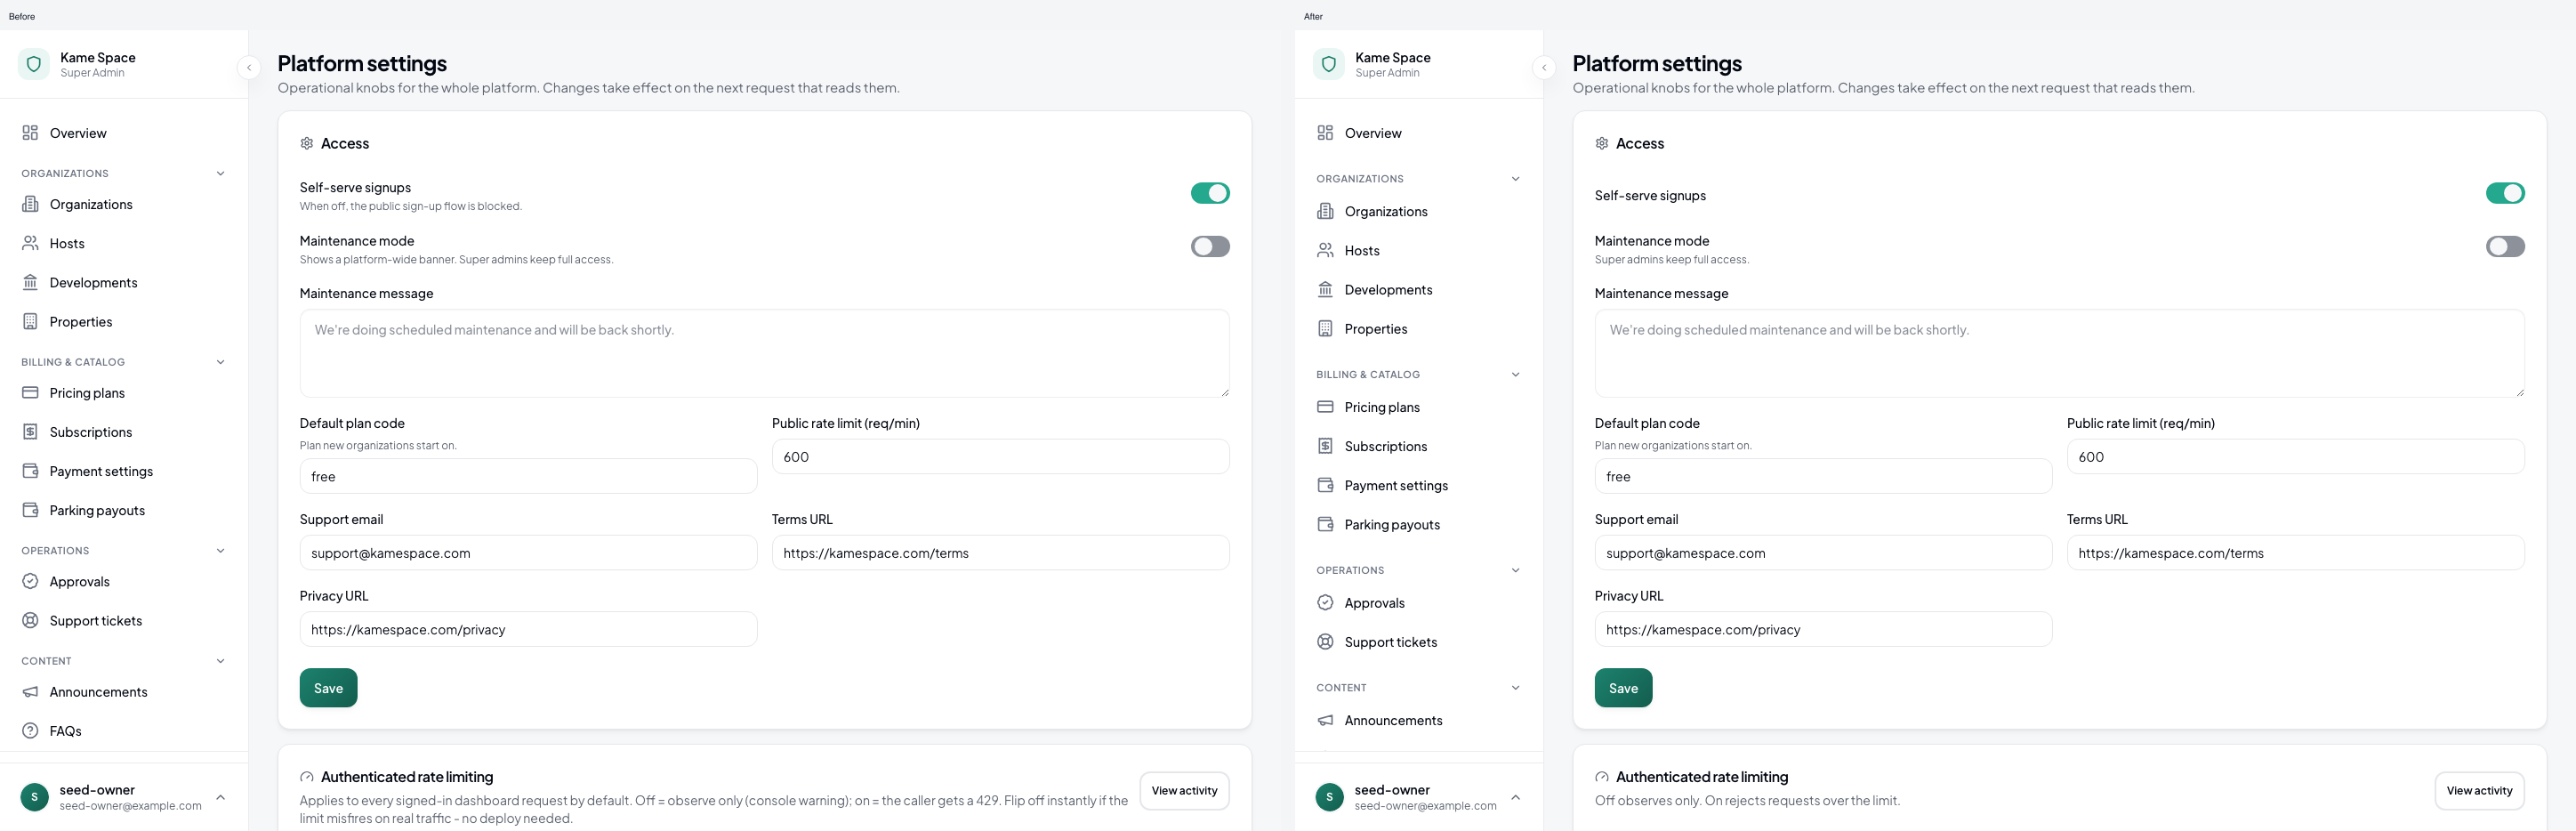 Before
Kame Space
Super Admin
Overview
ORGANIZATIONS
Organizations
Hosts
Developments
Properties
BILLING & CATALOG
Pricing plans
Subscriptions
Payment settings
Parking payouts
OPERATIONS
Approvals
Support tickets
CONTENT
Announcements
FAQs
S
seed-owner
seed-owner@example.com
Platform settings
Operational knobs for the whole platform. Changes take effect on the next request that reads them.
Access
Self-serve signups
When off, the public sign-up flow is blocked.
Maintenance mode
Shows a platform-wide banner. Super admins keep full access.
Maintenance message
We're doing scheduled maintenance and will be back shortly.
Default plan code
Plan new organizations start on.
free
Public rate limit (req/min)
600
Support email
support@kamespace.com
Terms URL
https://kamespace.com/terms
Privacy URL
https://kamespace.com/privacy
Save
Authenticated rate limiting
Applies to every signed-in dashboard request by default. Off = observe only (console warning); on = the caller gets a 429. Flip off instantly if the
limit misfires on real traffic - no deploy needed.
View activity
After
Kame Space
Super Admin
Overview
ORGANIZATIONS
Organizations
Hosts
Developments
Properties
BILLING & CATALOG
Pricing plans
Subscriptions
Payment settings
Parking payouts
OPERATIONS
Approvals
Support tickets
CONTENT
Announcements
S
seed-owner
seed-owner@example.com
Platform settings
Operational knobs for the whole platform. Changes take effect on the next request that reads them.
Access
Self-serve signups
Maintenance mode
Super admins keep full access.
Maintenance message
We're doing scheduled maintenance and will be back shortly.
Default plan code
Plan new organizations start on.
free
Public rate limit (req/min)
600
Support email
support@kamespace.com
Terms URL
https://kamespace.com/terms
Privacy URL
https://kamespace.com/privacy
Save
Authenticated rate limiting
Off observes only. On rejects requests over the limit.
View activity